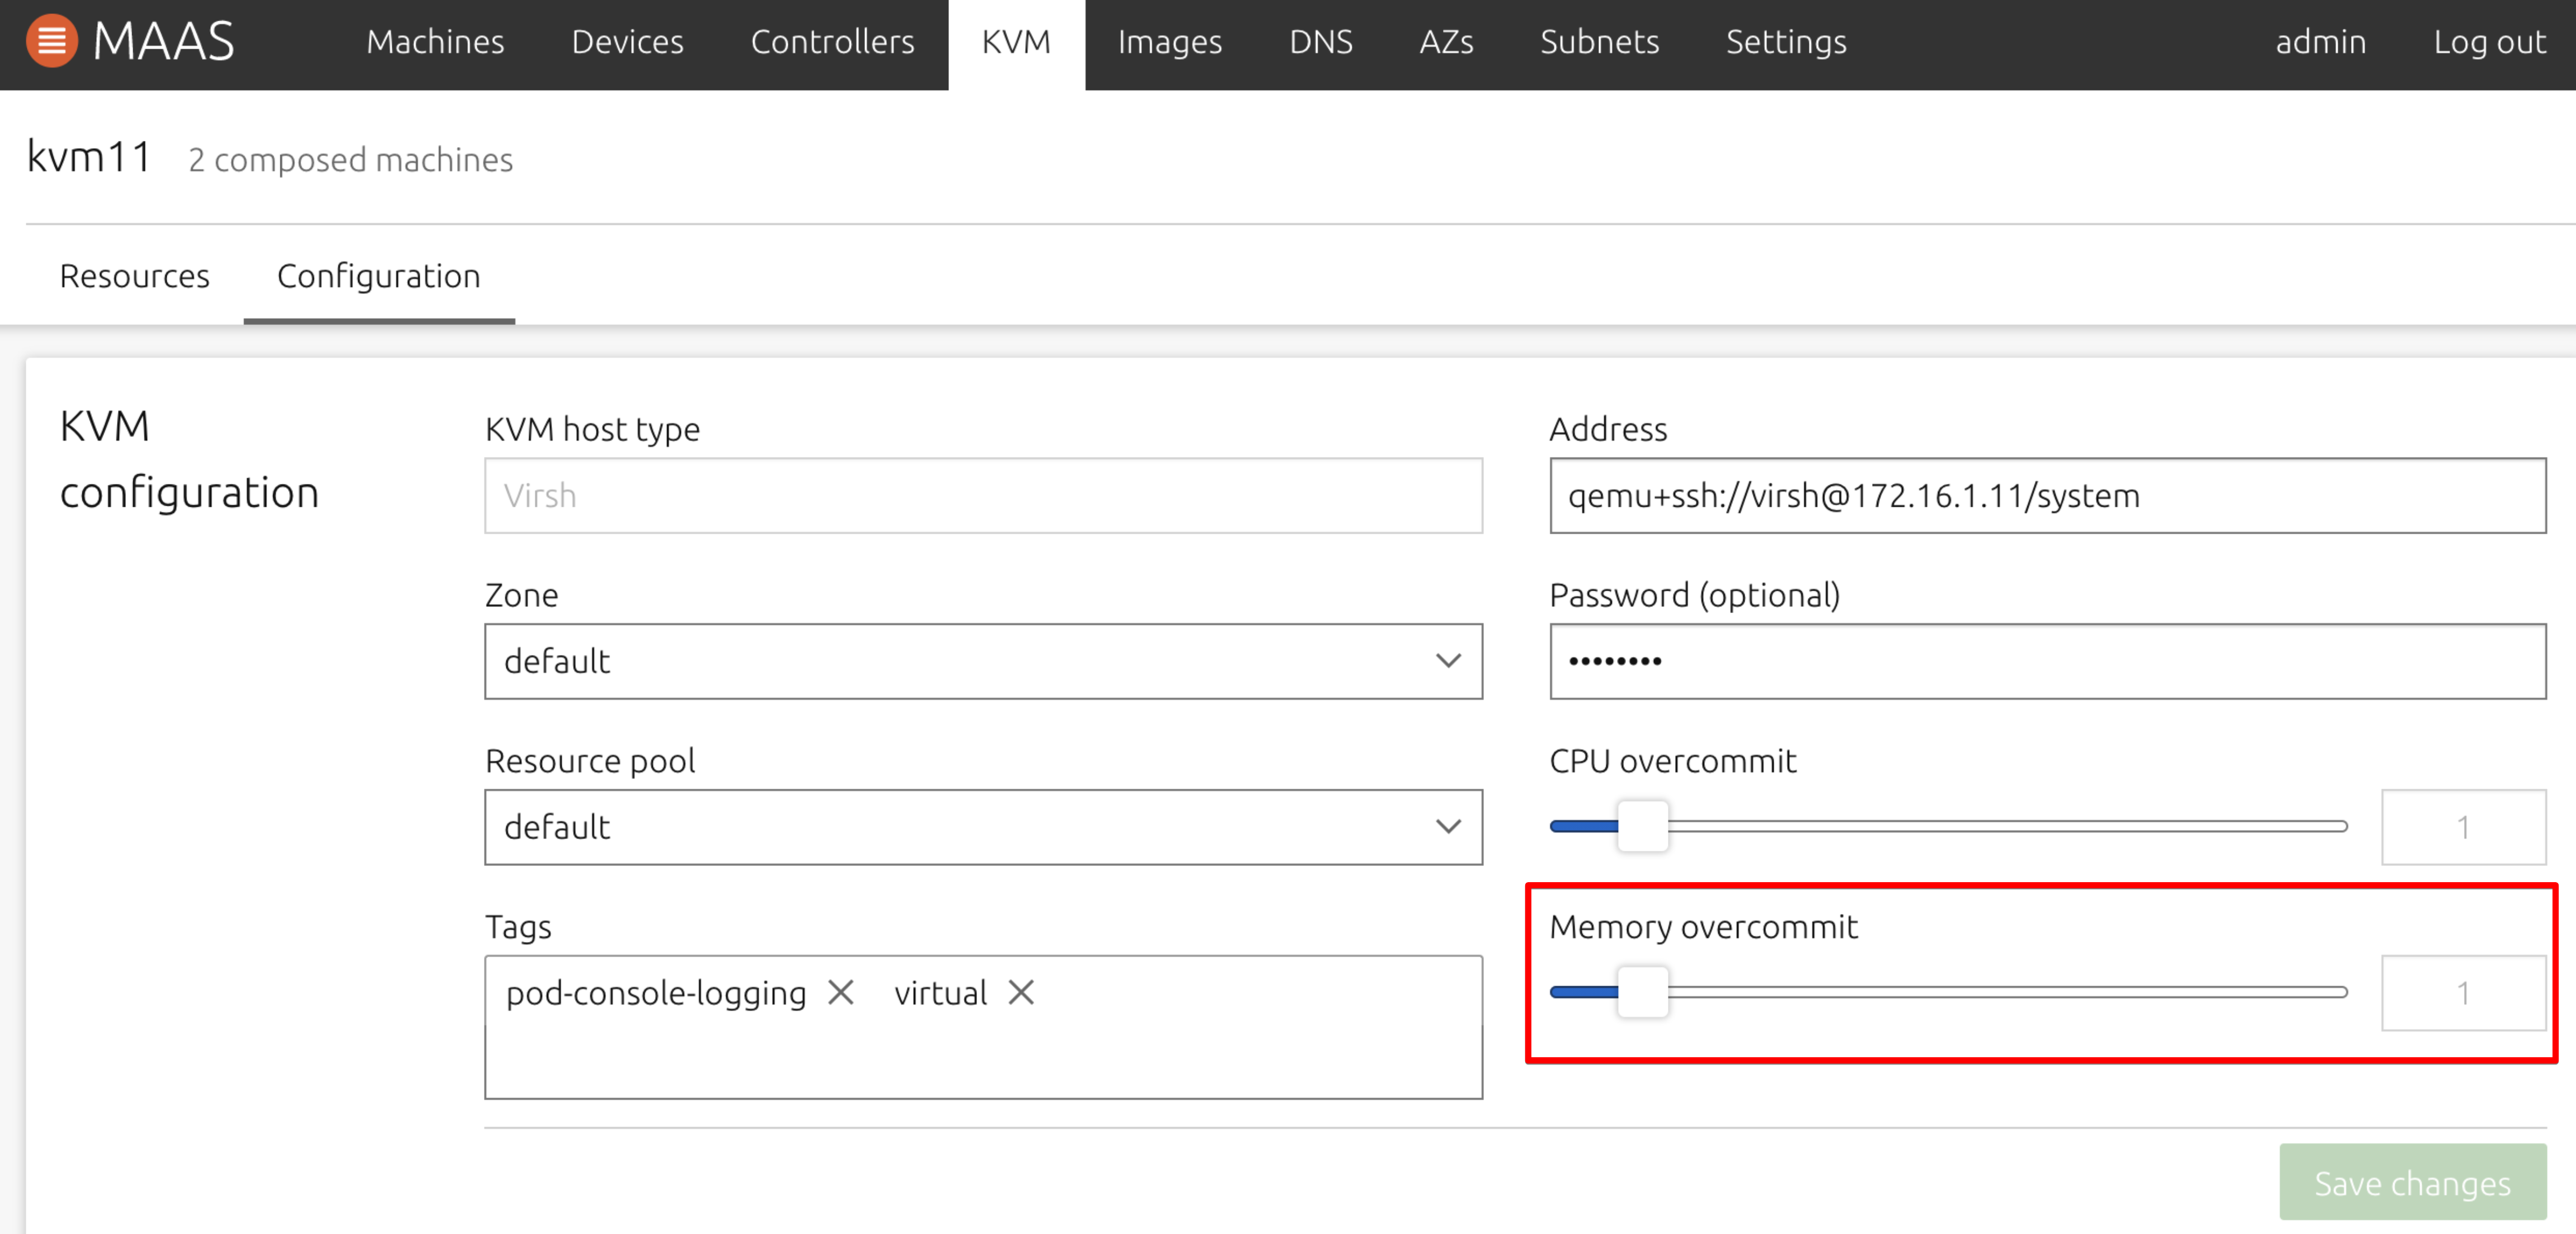 MAAS Machines Devices Controllers KVM Images DNS AZs Subnets Settings admin Log out
kvm11 2 composed machines
Resources Configuration
KVM
configuration
KVM host type
Virsh
Address
qemu+ssh://virsh@172.16.1.11/system
Zone
default
Password (optional)
••••••••
Resource pool
default
CPU overcommit
1
Tags
pod-console-logging virtual
Memory overcommit
1
Save changes